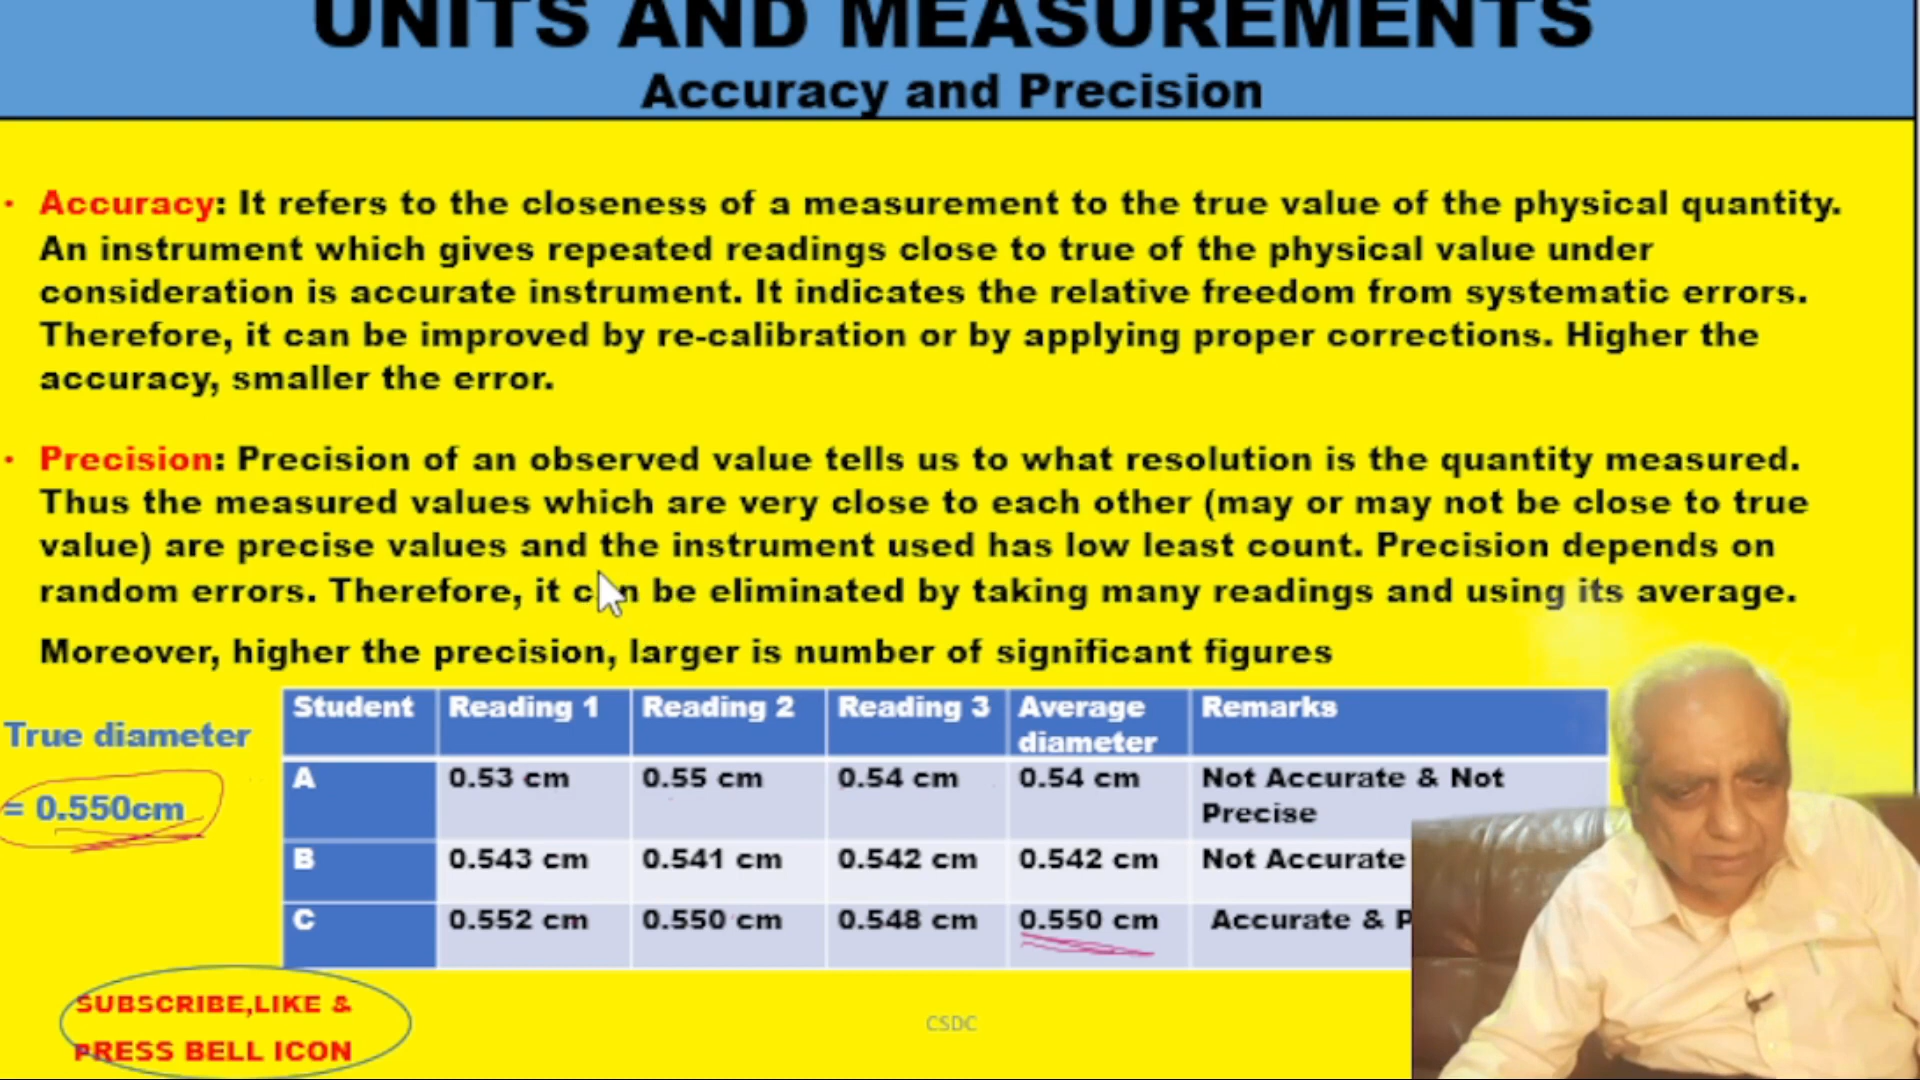 UNITS AND MEASUREMENTS
Accuracy and Precision
• Accuracy: It refers to the closeness of a measurement to the true value of the physical quantity.
An instrument which gives repeated readings close to true of the physical value under
consideration is accurate instrument. It indicates the relative freedom from systematic errors.
Therefore, it can be improved by re-calibration or by applying proper corrections. Higher the
accuracy, smaller the error.
• Precision: Precision of an observed value tells us to what resolution is the quantity measured.
Thus the measured values which are very close to each other (may or may not be close to true
value) are precise values and the instrument used has low least count. Precision depends on
random errors. Therefore, it can be eliminated by taking many readings and using its average.
Moreover, higher the precision, larger is number of significant figures
True diameter
= 0.550cm
Student Reading 1 Reading 2 Reading 3 Average diameter Remarks
A 0.53 cm 0.55 cm 0.54 cm 0.54 cm Not Accurate & Not Precise
B 0.543 cm 0.541 cm 0.542 cm 0.542 cm Not Accurate
C 0.552 cm 0.550 cm 0.548 cm 0.550 cm Accurate & P
SUBSCRIBE,LIKE &
PRESS BELL ICON
CSDC